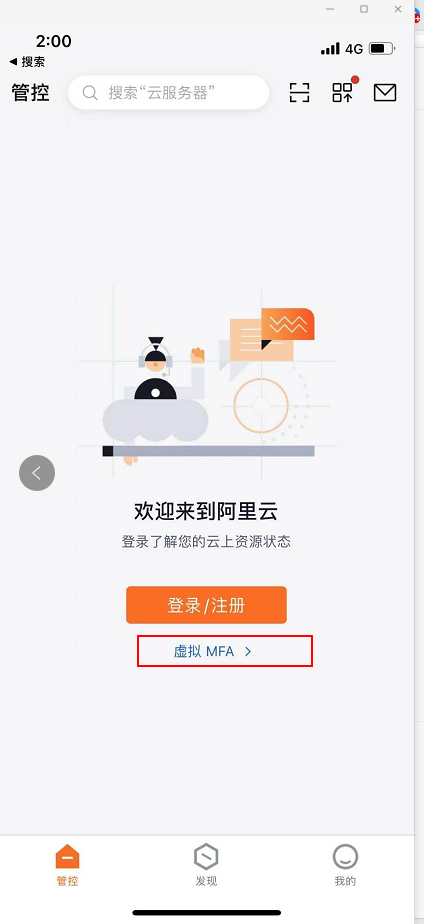 2:00
4G
搜索
管控
搜索“云服务器”
欢迎来到阿里云
登录了解您的云上资源状态
登录/注册
虚拟 MFA >
管控
发现
我的